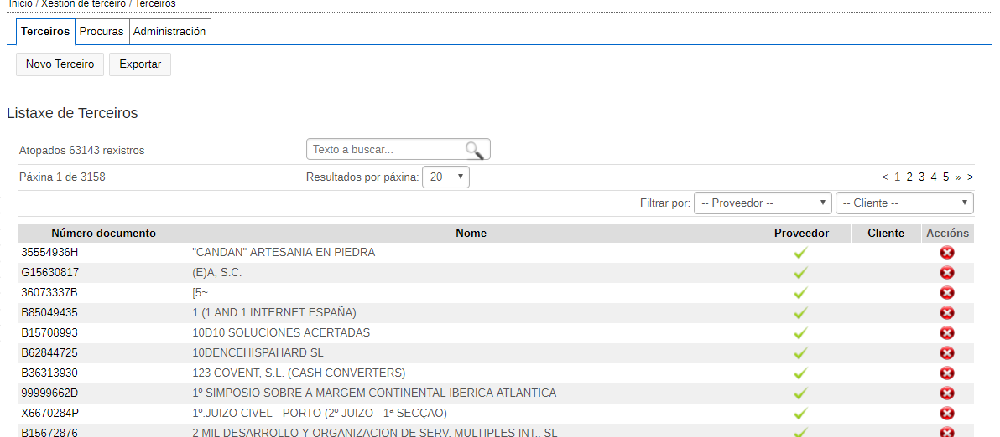 Inicio / Xestión de terceiro / Terceiros
Terceiros Procuras Administración
Novo Terceiro Exportar
Listaxe de Terceiros
Atopados 63143 rexistros Texto a buscar...
Páxina 1 de 3158 Resultados por páxina: 20 < 1 2 3 4 5 » >
Filtrar por: -- Proveedor -- -- Cliente --
Número documento Nome Proveedor Cliente Accións
35554936H "CANDAN" ARTESANIA EN PIEDRA
G15630817 (E)A, S.C.
36073337B [5~
B85049435 1 (1 AND 1 INTERNET ESPAÑA)
B15708993 10D10 SOLUCIONES ACERTADAS
B62844725 10DENCEHISPAHARD SL
B36313930 123 COVENT, S.L. (CASH CONVERTERS)
99999662D 1º SIMPOSIO SOBRE A MARGEM CONTINENTAL IBERICA ATLANTICA
X6670284P 1º.JUIZO CIVEL - PORTO (2º JUIZO - 1ª SECÇAO)
B15672876 2 MIL DESARROLLO Y ORGANIZACION DE SERV. MULTIPLES INT., SL